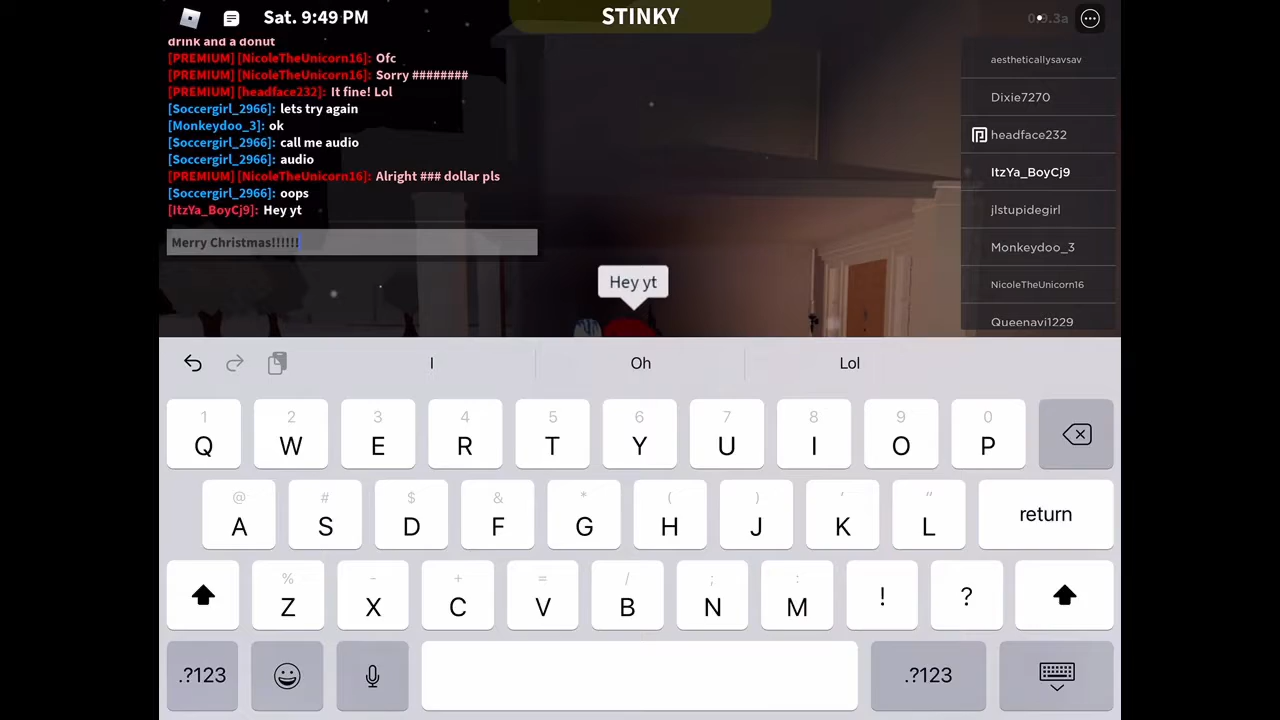 Sat. 9:49 PM
STINKY
drink and a donut
[PREMIUM] [NicoleTheUnicorn16]: Ofc
[PREMIUM] [NicoleTheUnicorn16]: Sorry ########
[PREMIUM] [headface232]: It fine! Lol
[Soccergirl_2966]: lets try again
[Monkeydoo_3]: ok
[Soccergirl_2966]: call me audio
[Soccergirl_2966]: audio
[PREMIUM] [NicoleTheUnicorn16]: Alright ### dollar pls
[Soccergirl_2966]: oops
[ItzYa_BoyCj9]: Hey yt
Merry Christmas!!!!!!
Hey yt
aestheticallysavsav
Dixie7270
headface232
ItzYa_BoyCj9
jlstupidegirl
Monkeydoo_3
NicoleTheUnicorn16
Queenavi1229
I Oh Lol
1 2 3 4 5 6 7 8 9 0
Q W E R T Y U I O P
@ # $ & * ( ) ' "
A S D F G H J K L return
% - + = / ; :
Z X C V B N M ! ?
.?123 .?123